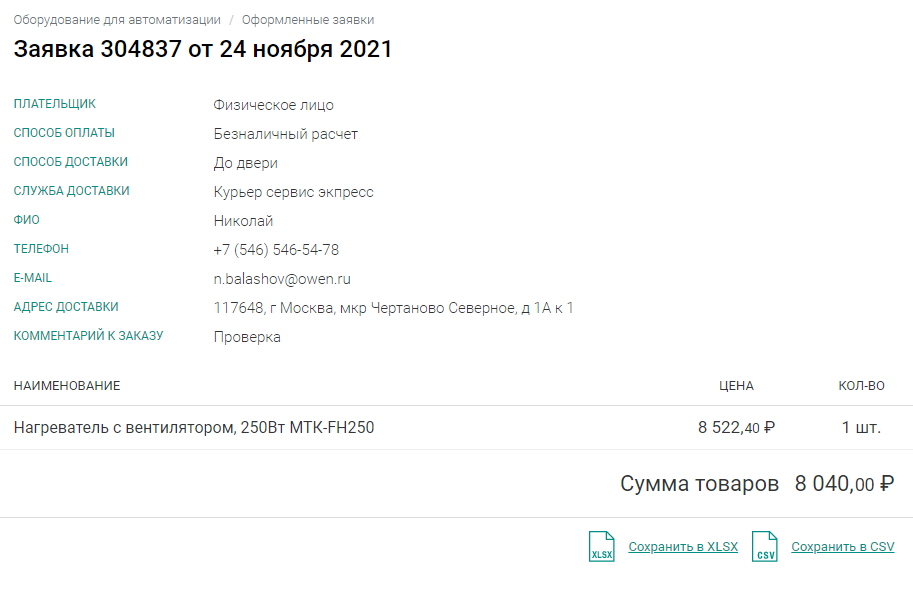 Оборудование для автоматизации / Оформленные заявки
Заявка 304837 от 24 ноября 2021
ПЛАТЕЛЬЩИК Физическое лицо
СПОСОБ ОПЛАТЫ Безналичный расчет
СПОСОБ ДОСТАВКИ До двери
СЛУЖБА ДОСТАВКИ Курьер сервис экпресс
ФИО Николай
ТЕЛЕФОН +7 (546) 546-54-78
E-MAIL n.balashov@owen.ru
АДРЕС ДОСТАВКИ 117648, г Москва, мкр Чертаново Северное, д 1А к 1
КОММЕНТАРИЙ К ЗАКАЗУ Проверка
НАИМЕНОВАНИЕ ЦЕНА КОЛ-ВО
Нагреватель с вентилятором, 250Вт MTK-FH250 8 522,40 ₽ 1 шт.
Сумма товаров 8 040,00 ₽
XLSX Сохранить в XLSX CSV Сохранить в CSV